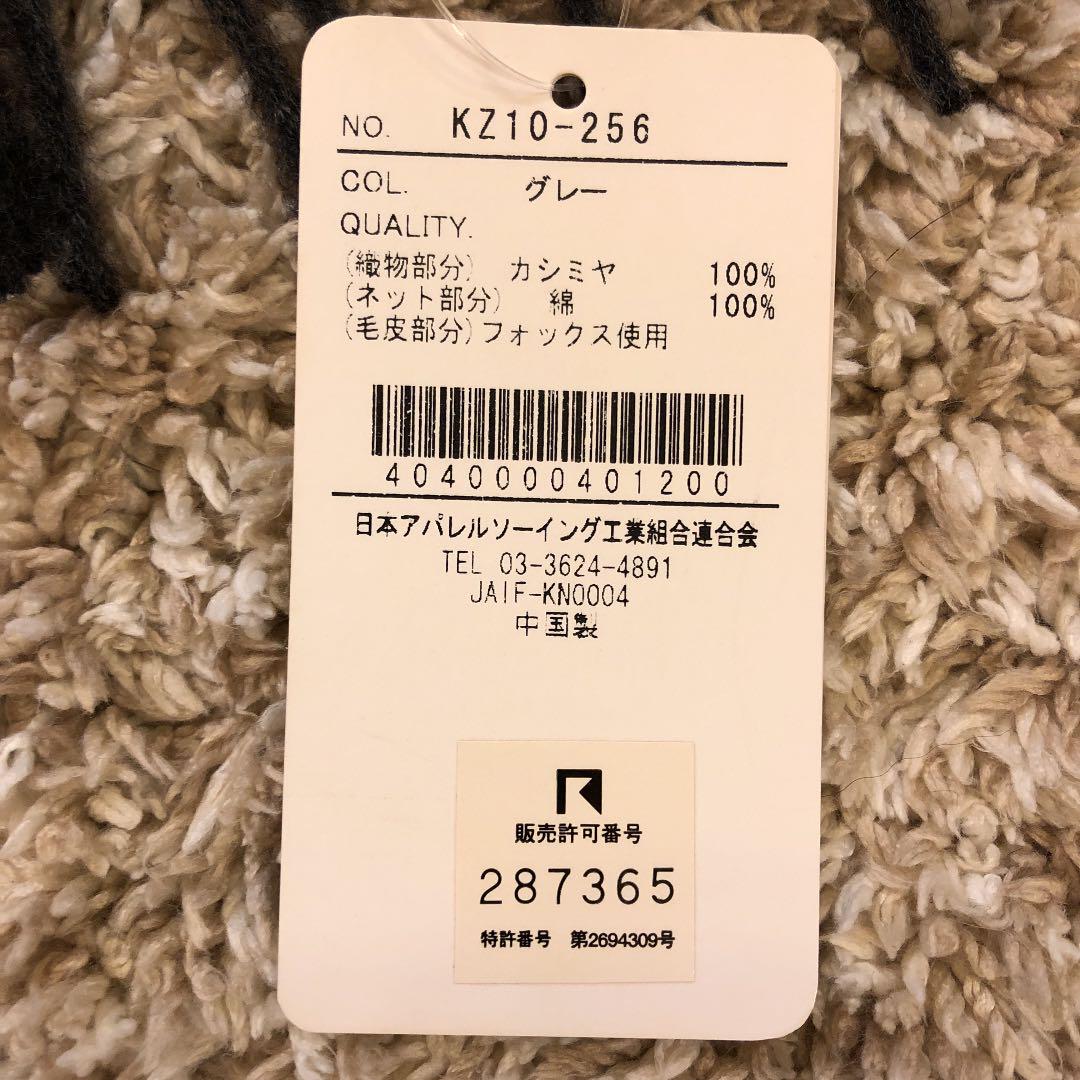 NO. KZ10-256
COL. グレー
QUALITY.
(織物部分) カシミヤ 100%
(ネット部分) 綿 100%
(毛皮部分)フォックス使用
4040000401200
日本アパレルソーイング工業組合連合会
TEL 03-3624-4891
JAIF-KN0004
中国製
販売許可番号
287365
特許番号 第2694309号